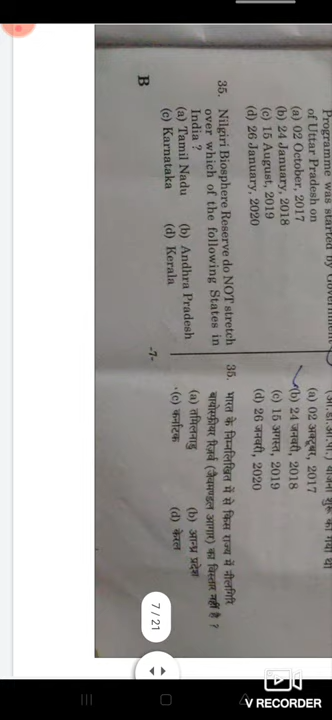 Programme was started by Government
of Uttar Pradesh on
(a) 02 October, 2017
(b) 24 January, 2018
(c) 15 August, 2019
(d) 26 January, 2020
35. Nilgiri Biosphere Reserve do NOT stretch
over which of the following States in
India ?
(a) Tamil Nadu (b) Andhra Pradesh
(c) Karnataka (d) Kerala
B
-7-
(a) 02 अक्टूबर, 2017
(b) 24 जनवरी, 2018
(c) 15 अगस्त, 2019
(d) 26 जनवरी, 2020
35. भारत के निम्नलिखित में से किस राज्य में नीलगिरि
बायोस्फीयर रिज़र्व (जैवमण्डल आगार) का विस्तार नहीं है ?
(a) तमिलनाडु (b) आन्ध्र प्रदेश
(c) कर्नाटक (d) केरल
7 / 21
V RECORDER